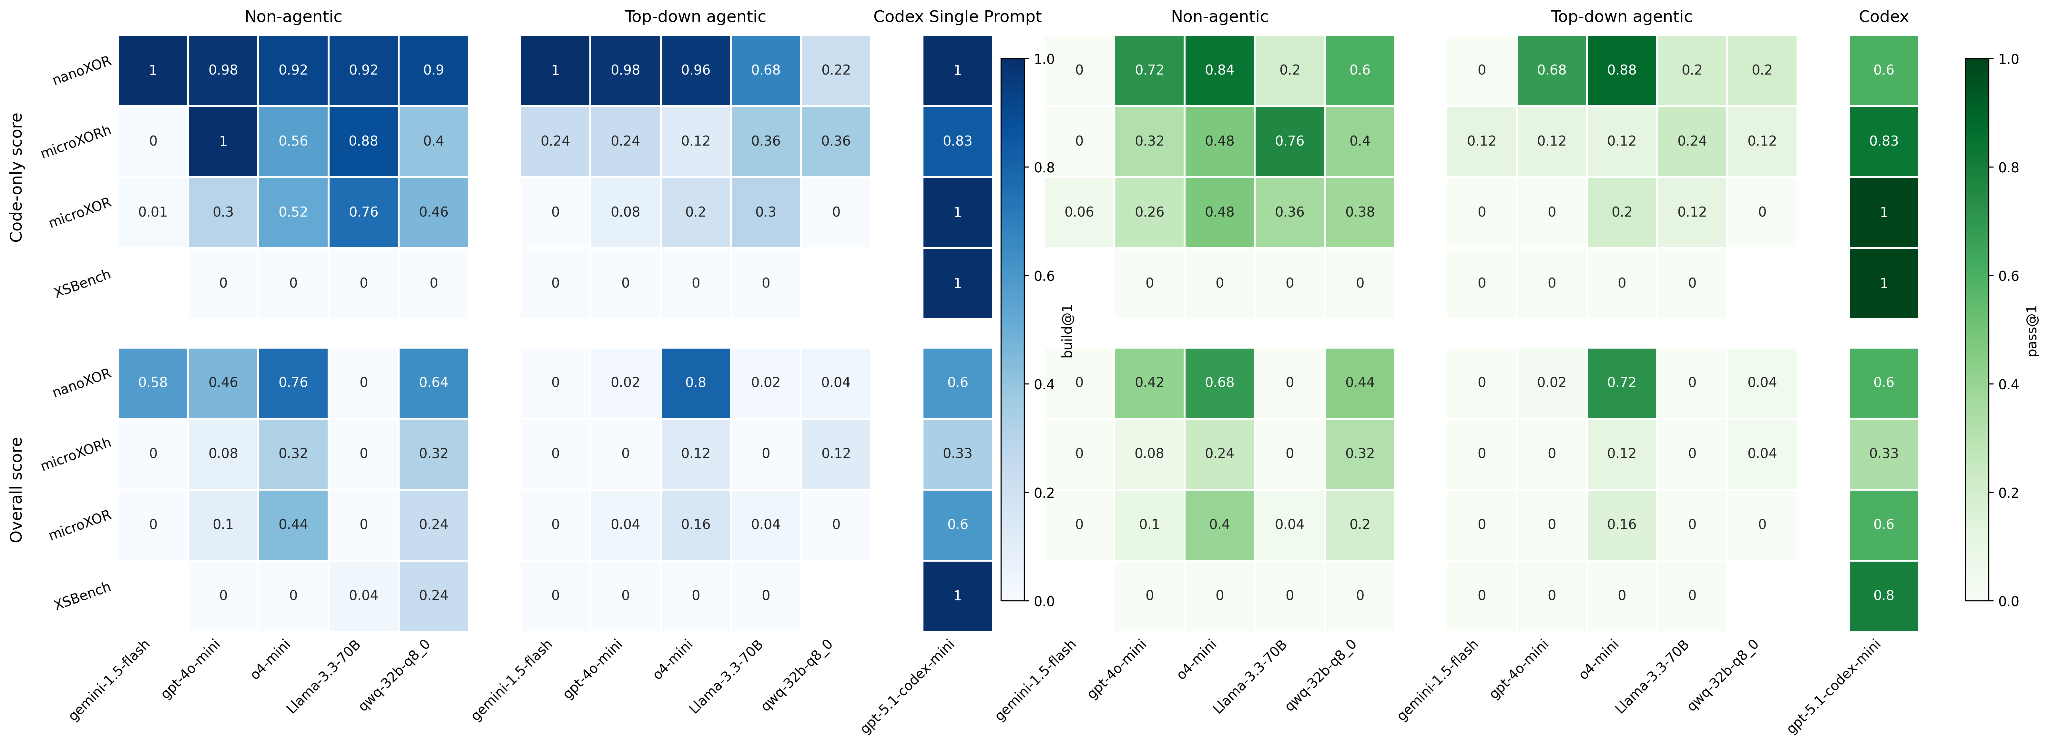 Non-agentic Top-down agentic Codex Single Prompt Non-agentic Top-down agentic Codex
Code-only score
nanoXOR 1 0.98 0.92 0.92 0.9 1 0.98 0.96 0.68 0.22 1 0 0.72 0.84 0.2 0.6 0 0.68 0.88 0.2 0.2 0.6
microXORh 0 1 0.56 0.88 0.4 0.24 0.24 0.12 0.36 0.36 0.83 0 0.32 0.48 0.76 0.4 0.12 0.12 0.12 0.24 0.12 0.83
microXOR 0.01 0.3 0.52 0.76 0.46 0 0.08 0.2 0.3 0 1 0.06 0.26 0.48 0.36 0.38 0 0 0.2 0.12 0 1
XSBench 0 0 0 0 0 0 0 0 1 0 0 0 0 0 0 0 0 1
Overall score
nanoXOR 0.58 0.46 0.76 0 0.64 0 0.02 0.8 0.02 0.04 0.6 0 0.42 0.68 0 0.44 0 0.02 0.72 0 0.04 0.6
microXORh 0 0.08 0.32 0 0.32 0 0 0.12 0 0.12 0.33 0 0.08 0.24 0 0.32 0 0 0.12 0 0.04 0.33
microXOR 0 0.1 0.44 0 0.24 0 0.04 0.16 0.04 0 0.6 0 0.1 0.4 0.04 0.2 0 0 0.16 0 0 0.6
XSBench 0 0 0.04 0.24 0 0 0 0 1 0 0 0 0 0 0 0 0 0.8
gemini-1.5-flash gpt-4o-mini o4-mini Llama-3.3-70B qwq-32b-q8_0 gemini-1.5-flash gpt-4o-mini o4-mini Llama-3.3-70B qwq-32b-q8_0 gpt-5.1-codex-mini gemini-1.5-flash gpt-4o-mini o4-mini Llama-3.3-70B qwq-32b-q8_0 gemini-1.5-flash gpt-4o-mini o4-mini Llama-3.3-70B qwq-32b-q8_0 gpt-5.1-codex-mini
1.0
0.8
0.6
0.4
0.2
0.0
build@1
1.0
0.8
0.6
0.4
0.2
0.0
pass@1